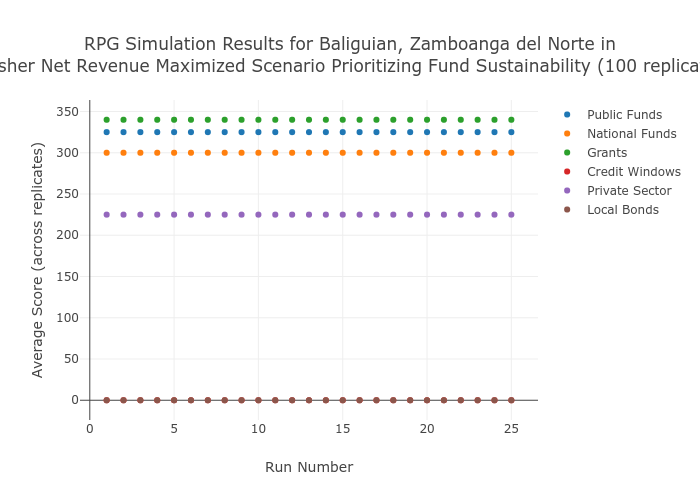 RPG Simulation Results for Baliguian, Zamboanga del Norte in
Net Revenue Maximized Scenario Prioritizing Fund Sustainability (100
350
300
250
200
150
100
50
0
0
5
10
15
20
25
Average Score (across replicates)
Run Number
Public Funds
National Funds
Grants
Credit Windows
Private Sector
Local Bonds